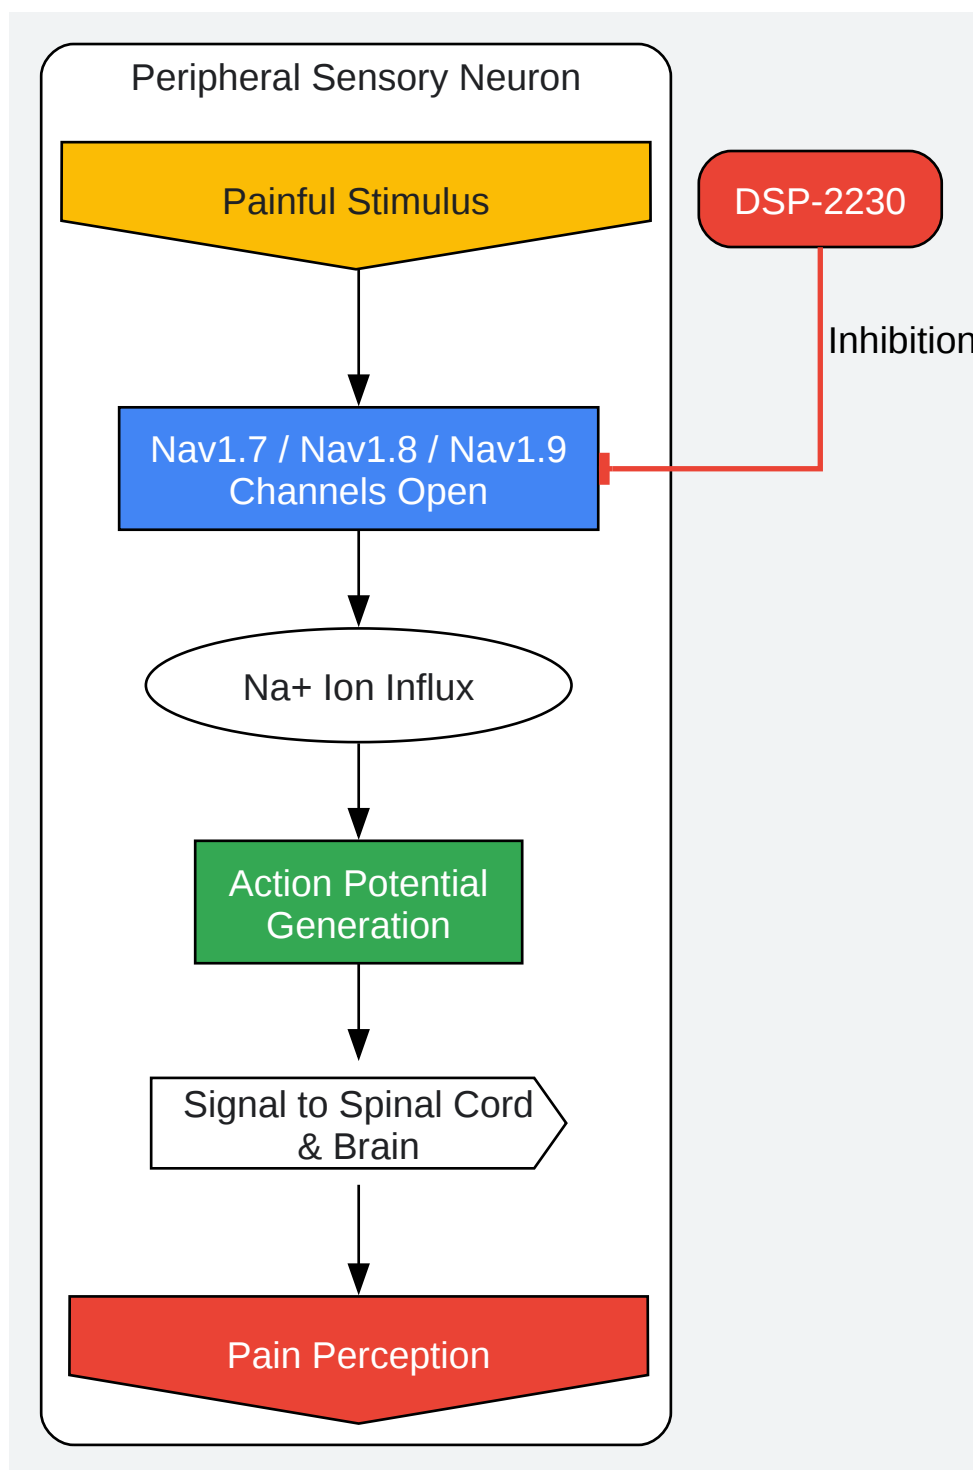 Peripheral Sensory Neuron
Painful Stimulus
DSP-2230
Inhibition
Nav1.7 / Nav1.8 / Nav1.9
Channels Open
Na+ Ion Influx
Action Potential
Generation
Signal to Spinal Cord
& Brain
Pain Perception